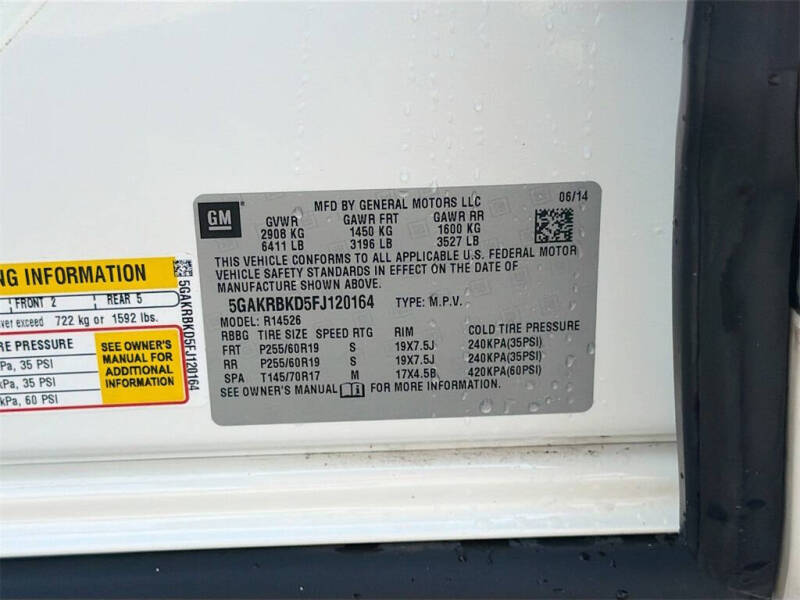 GM
MFD BY GENERAL MOTORS LLC 06/14
GVWR GAWR FRT GAWR RR
2908 KG 1450 KG 1600 KG
6411 LB 3196 LB 3527 LB
THIS VEHICLE CONFORMS TO ALL APPLICABLE U.S. FEDERAL MOTOR
VEHICLE SAFETY STANDARDS IN EFFECT ON THE DATE OF
MANUFACTURE SHOWN ABOVE.
5GAKRBKD5FJ120164 TYPE: M.P.V.
MODEL: R14526
RBBG TIRE SIZE SPEED RTG RIM COLD TIRE PRESSURE
FRT P255/60R19 S 19X7.5J 240KPA(35PSI)
RR P255/60R19 S 19X7.5J 240KPA(35PSI)
SPA T145/70R17 M 17X4.5B 420KPA(60PSI)
SEE OWNER'S MANUAL FOR MORE INFORMATION.
NG INFORMATION
FRONT 2 REAR 5
ver exceed 722 kg or 1592 lbs.
IRE PRESSURE
Pa, 35 PSI
kPa, 35 PSI
kPa, 60 PSI
SEE OWNER'S
MANUAL FOR
ADDITIONAL
INFORMATION
5GAKRBKD5FJ120164